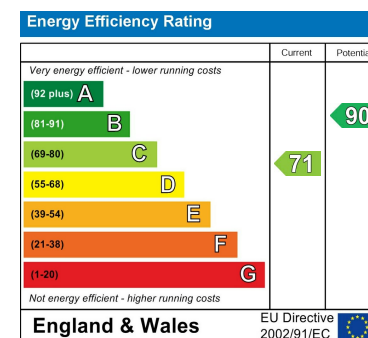 Energy Efficiency Rating
Current Potenti
Very energy efficient - lower running costs
(92 plus) A
(81-91) B
90
(69-80) C
71
(55-68) D
(39-54) E
(21-38) F
(1-20) G
Not energy efficient - higher running costs
England & Wales
EU Directive
2002/91/EC